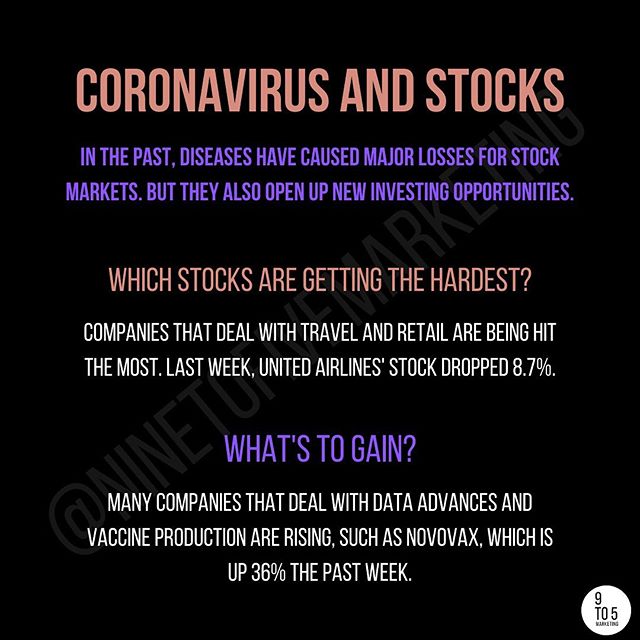 CORONAVIRUS AND STOCKS
IN THE PAST, DISEASES HAVE CAUSED MAJOR LOSSES FOR STOCK
MARKETS. BUT THEY ALSO OPEN UP NEW INVESTING OPPORTUNITIES.
WHICH STOCKS ARE GETTING THE HARDEST?
COMPANIES THAT DEAL WITH TRAVEL AND RETAIL ARE BEING HIT
THE MOST. LAST WEEK, UNITED AIRLINES' STOCK DROPPED 8.7%.
WHAT'S TO GAIN?
MANY COMPANIES THAT DEAL WITH DATA ADVANCES AND
VACCINE PRODUCTION ARE RISING, SUCH AS NOVOVAX, WHICH IS
UP 36% THE PAST WEEK.
@NINETOFIVEMARKETING
9
TO 5
MARKETING